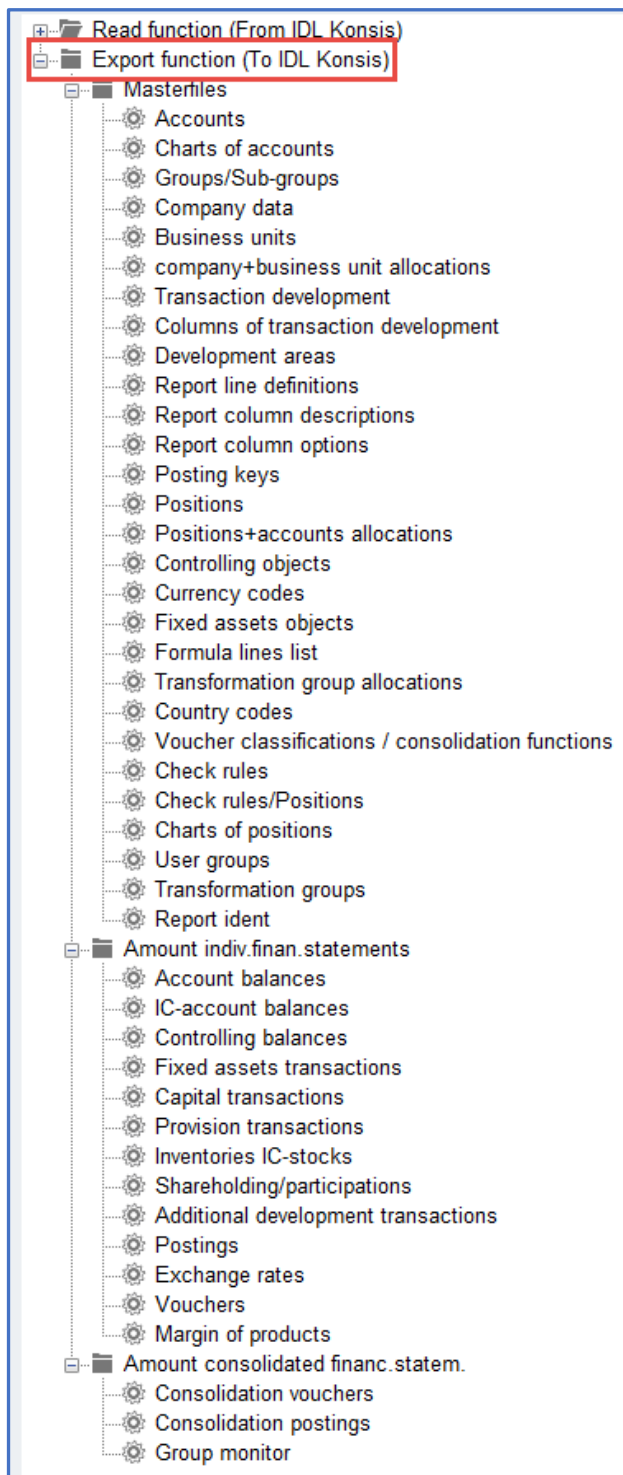 Read function (From IDL Konsis)
Export function (To IDL Konsis)
Masterfiles
Accounts
Charts of accounts
Groups/Sub-groups
Company data
Business units
company+business unit allocations
Transaction development
Columns of transaction development
Development areas
Report line definitions
Report column descriptions
Report column options
Posting keys
Positions
Positions+accounts allocations
Controlling objects
Currency codes
Fixed assets objects
Formula lines list
Transformation group allocations
Country codes
Voucher classifications / consolidation functions
Check rules
Check rules/Positions
Charts of positions
User groups
Transformation groups
Report ident
Amount indiv.finan.statements
Account balances
IC-account balances
Controlling balances
Fixed assets transactions
Capital transactions
Provision transactions
Inventories IC-stocks
Shareholding/participations
Additional development transactions
Postings
Exchange rates
Vouchers
Margin of products
Amount consolidated financ.statem.
Consolidation vouchers
Consolidation postings
Group monitor